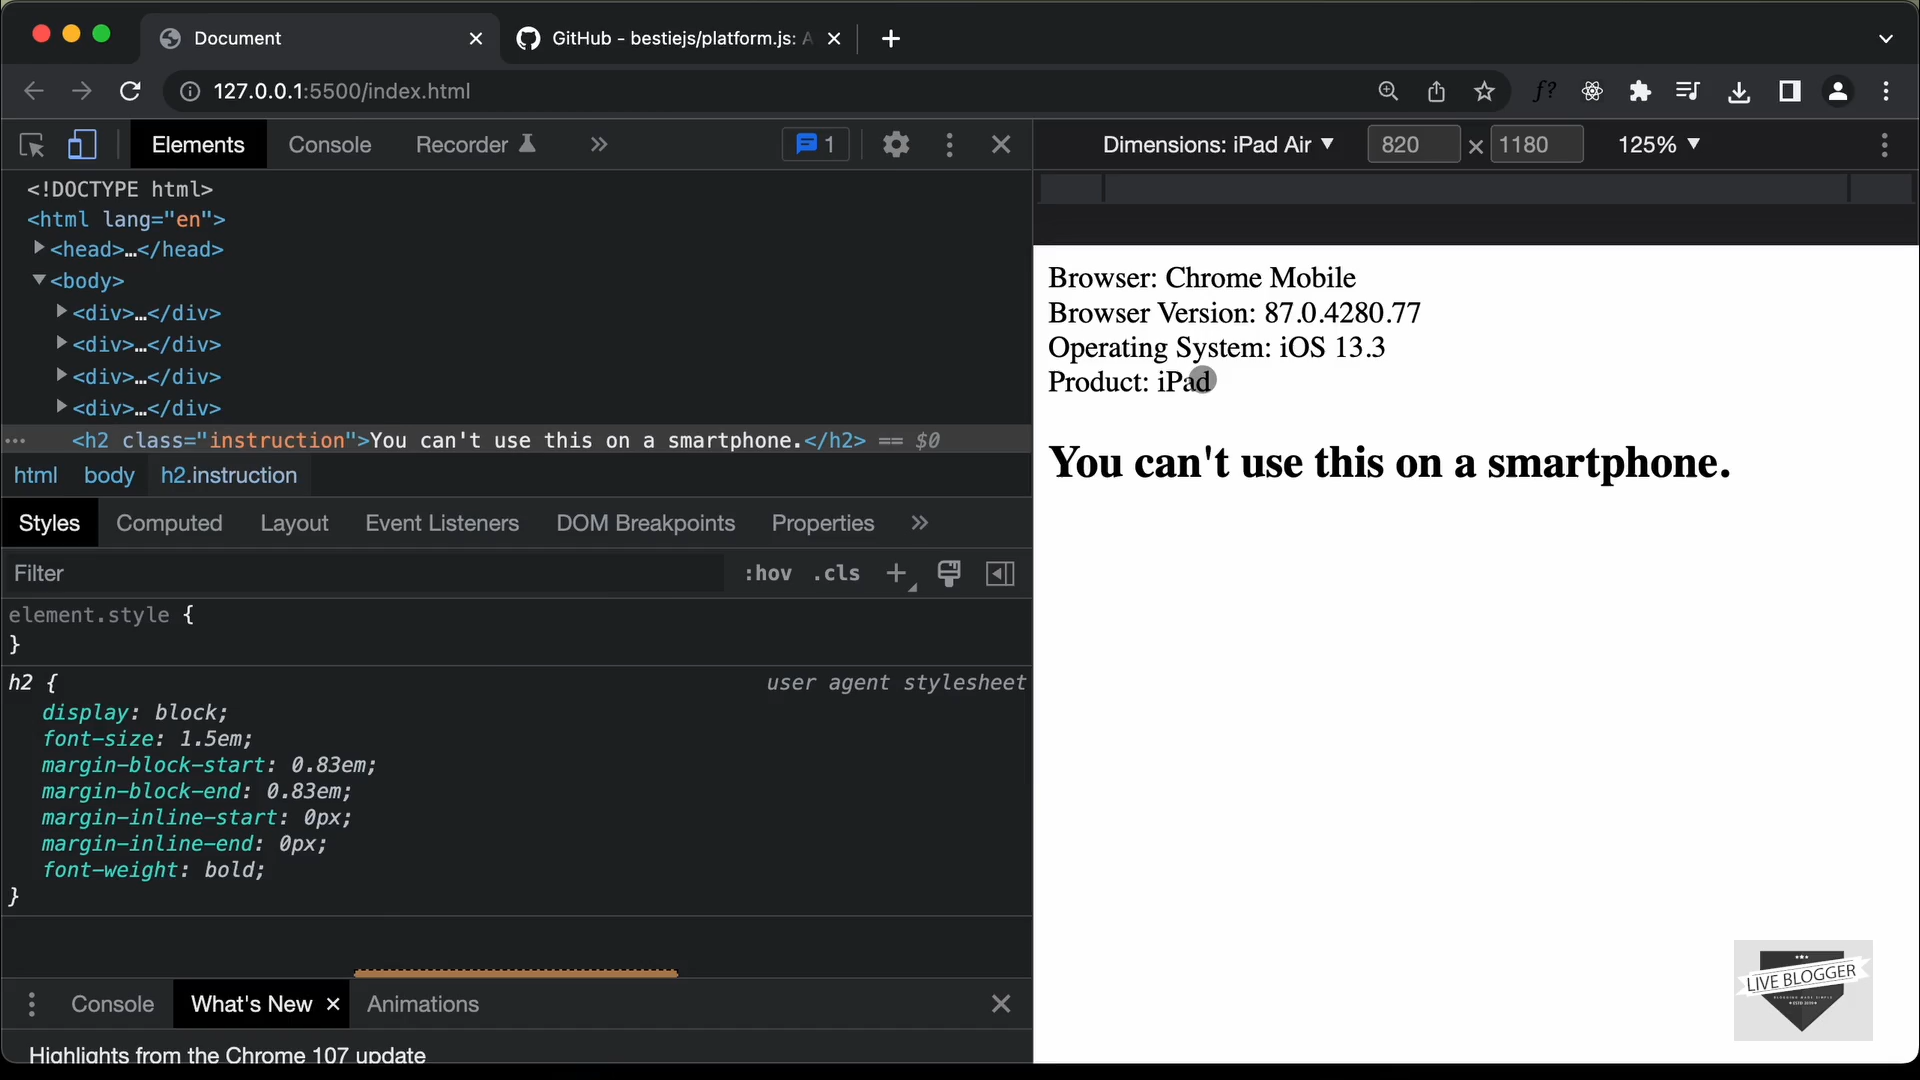 Document
GitHub - bestiejs/platform.js: A
127.0.0.1:5500/index.html
Elements
Console
Recorder
1
Dimensions: iPad Air
820 × 1180
125%
<!DOCTYPE html>
<html lang="en">
<head>…</head>
<body>
<div>…</div>
<div>…</div>
<div>…</div>
<div>…</div>
<h2 class="instruction">You can't use this on a smartphone.</h2> == $0
html body h2.instruction
Styles
Computed
Layout
Event Listeners
DOM Breakpoints
Properties
Filter
:hov .cls
element.style {
}
h2 { user agent stylesheet
display: block;
font-size: 1.5em;
margin-block-start: 0.83em;
margin-block-end: 0.83em;
margin-inline-start: 0px;
margin-inline-end: 0px;
font-weight: bold;
}
Console
What's New
Animations
Highlights from the Chrome 107 update
Browser: Chrome Mobile
Browser Version: 87.0.4280.77
Operating System: iOS 13.3
Product: iPad
You can't use this on a smartphone.
LIVE BLOGGER